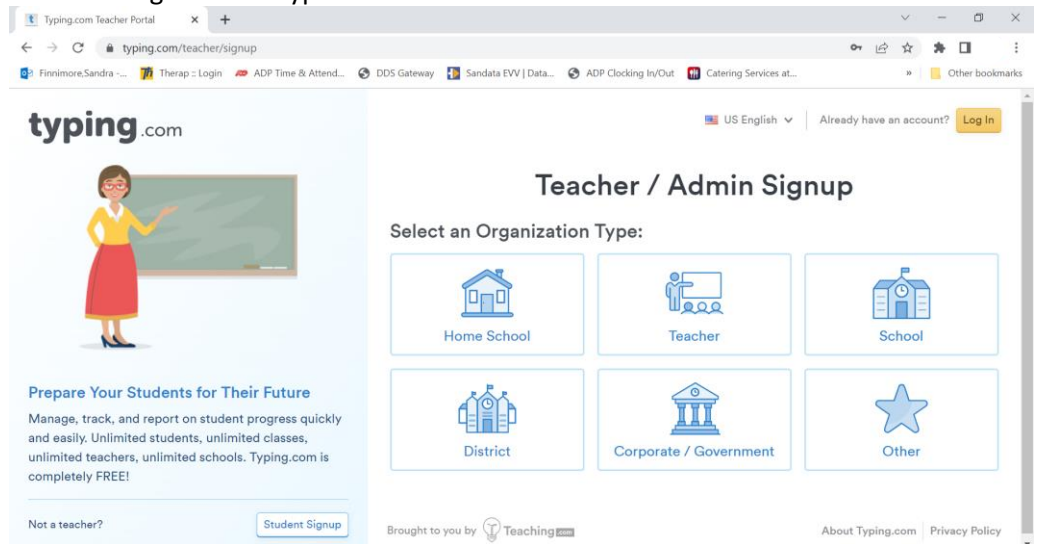 Typing.com Teacher Portal
typing.com/teacher/signup
Finnimore,Sandra -... Therap :: Login ADP Time & Attend... DDS Gateway Sandata EVV | Data... ADP Clocking In/Out Catering Services at... » Other bookmarks
typing.com
US English Already have an account? Log In
Teacher / Admin Signup
Select an Organization Type:
Home School Teacher School
District Corporate / Government Other
Prepare Your Students for Their Future
Manage, track, and report on student progress quickly
and easily. Unlimited students, unlimited classes,
unlimited teachers, unlimited schools. Typing.com is
completely FREE!
Not a teacher? Student Signup
Brought to you by Teaching.com
About Typing.com Privacy Policy